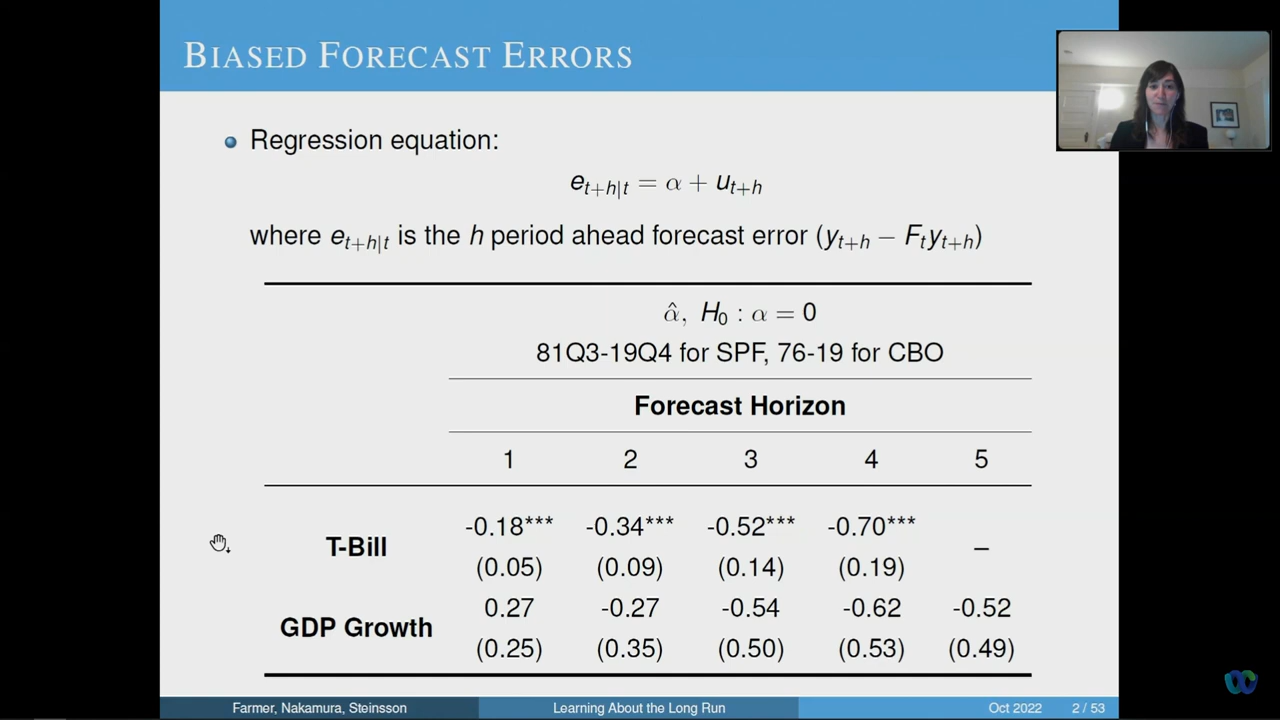 BIASED FORECAST ERRORS
Regression equation:
e_{t+h|t} = α + u_{t+h}
where e_{t+h|t} is the h period ahead forecast error (y_{t+h} − F_t y_{t+h})
α̂, H_0 : α = 0
81Q3-19Q4 for SPF, 76-19 for CBO
Forecast Horizon
1 2 3 4 5
-0.18*** -0.34*** -0.52*** -0.70***
T-Bill –
(0.05) (0.09) (0.14) (0.19)
0.27 -0.27 -0.54 -0.62 -0.52
GDP Growth
(0.25) (0.35) (0.50) (0.53) (0.49)
Farmer, Nakamura, Steinsson Learning About the Long Run Oct 2022 2 / 53